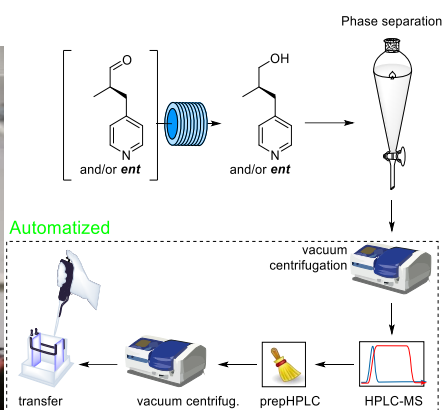 Phase separation
O
OH
N
N
and/or ent
and/or ent
Automatized
vacuum
centrifugation
transfer
vacuum centrifug.
prepHPLC
HPLC-MS